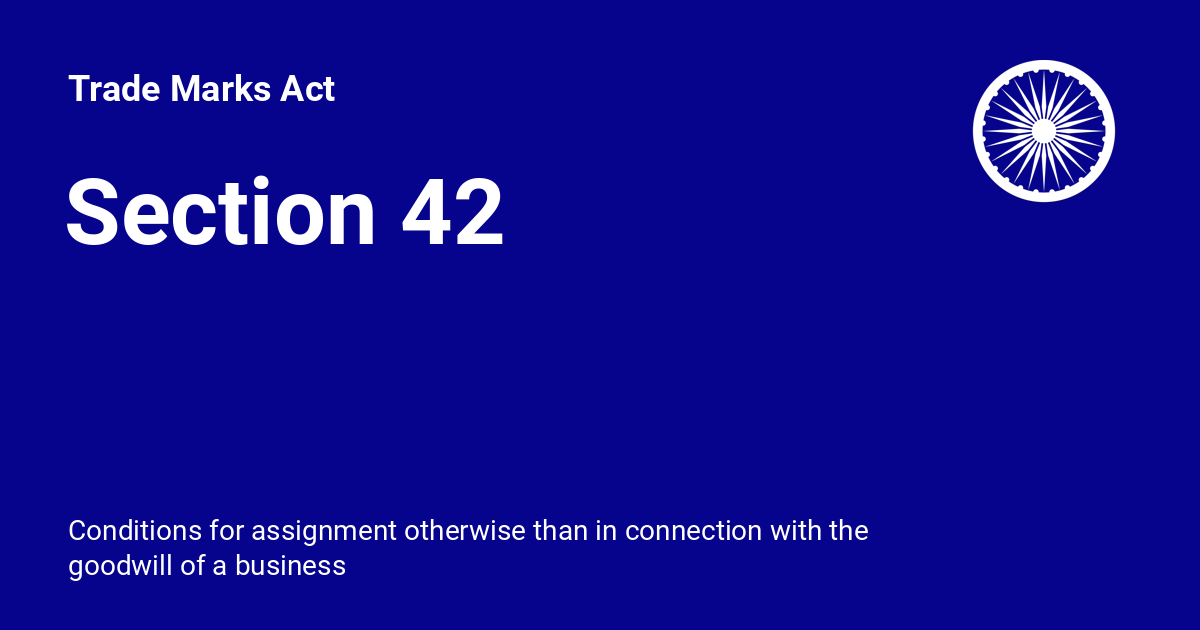 Trade Marks Act
Section 42
Conditions for assignment otherwise than in connection with the
goodwill of a business